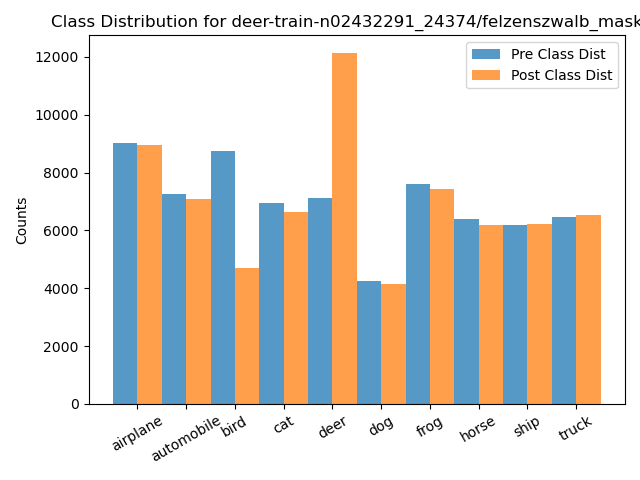 Class Distribution for deer-train-n02432291_24374/felzenszwalb_mask
Pre Class Dist
Post Class Dist
Counts
12000
10000
8000
6000
4000
2000
0
airplane
automobile
bird
cat
deer
dog
frog
horse
ship
truck